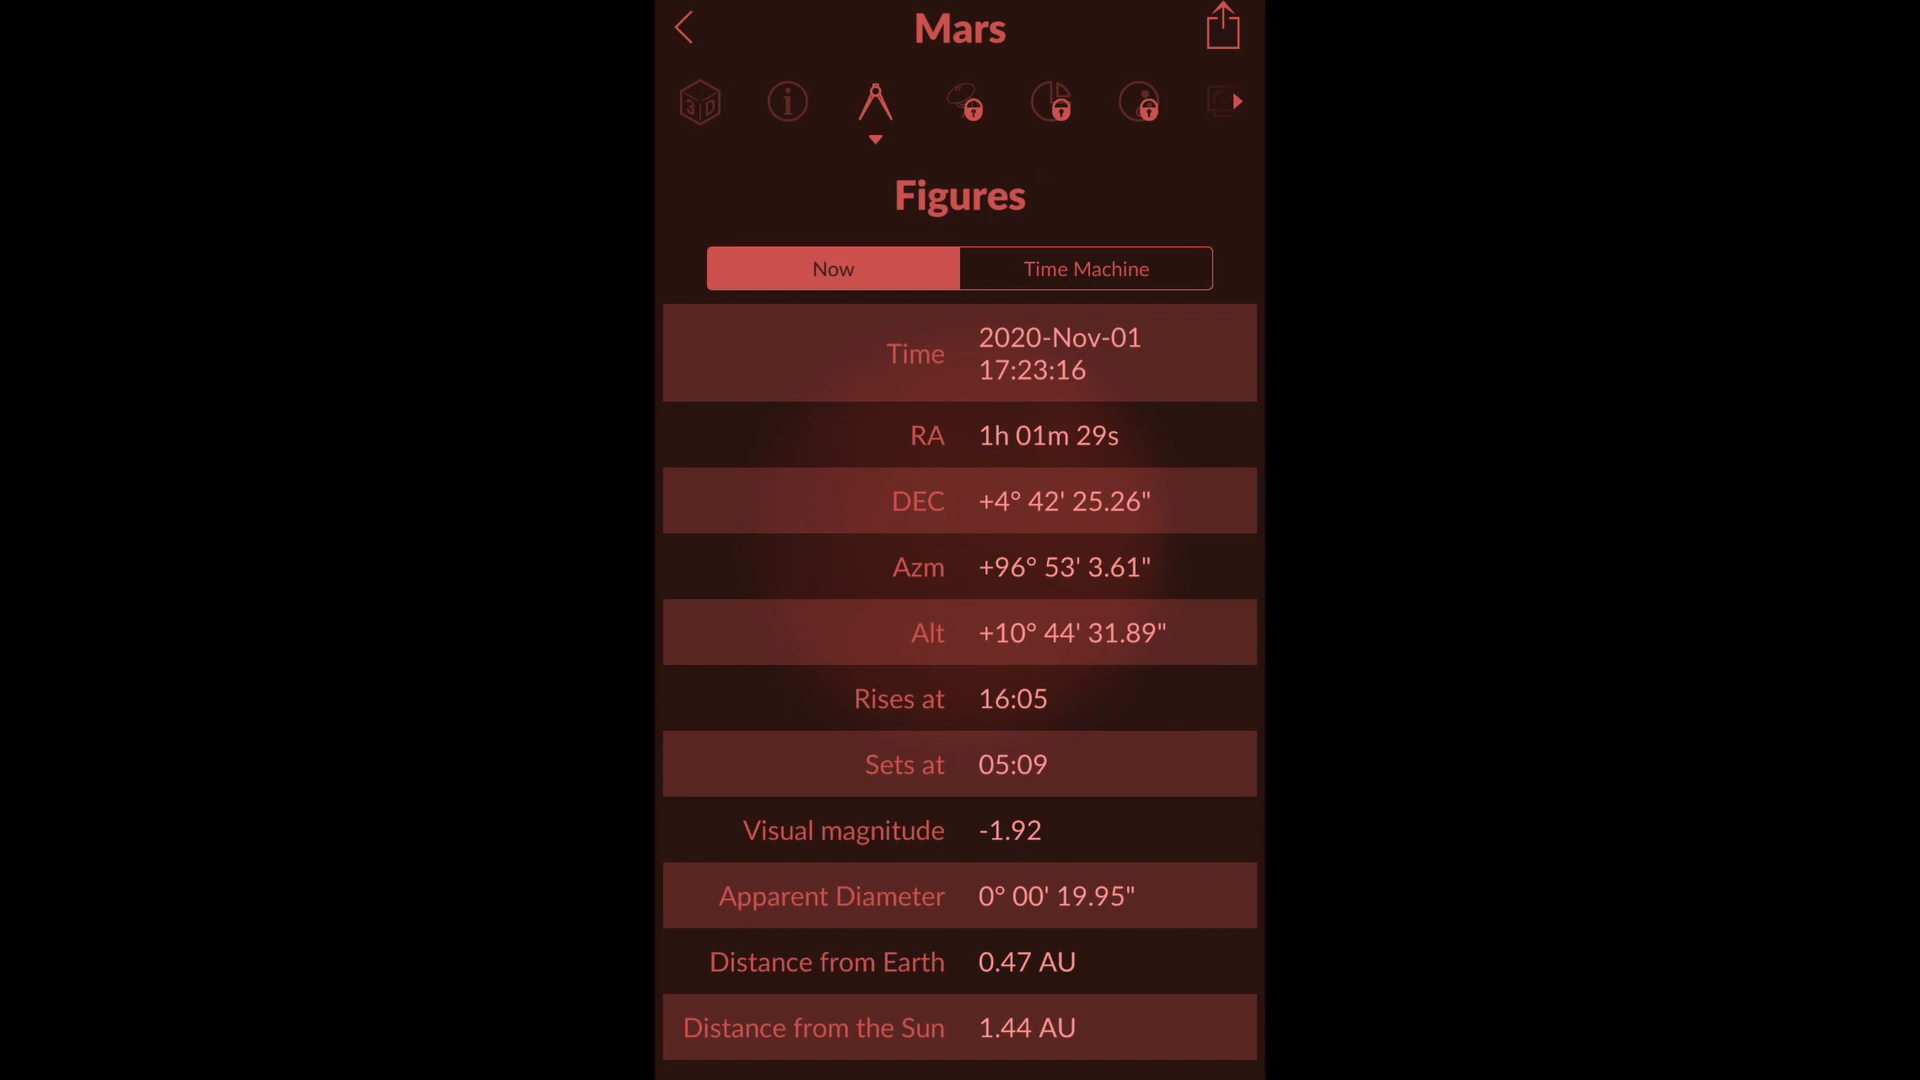 Mars
3D
i
Figures
Now Time Machine
Time 2020-Nov-01
17:23:16
RA 1h 01m 29s
DEC +4° 42' 25.26"
Azm +96° 53' 3.61"
Alt +10° 44' 31.89"
Rises at 16:05
Sets at 05:09
Visual magnitude -1.92
Apparent Diameter 0° 00' 19.95"
Distance from Earth 0.47 AU
Distance from the Sun 1.44 AU